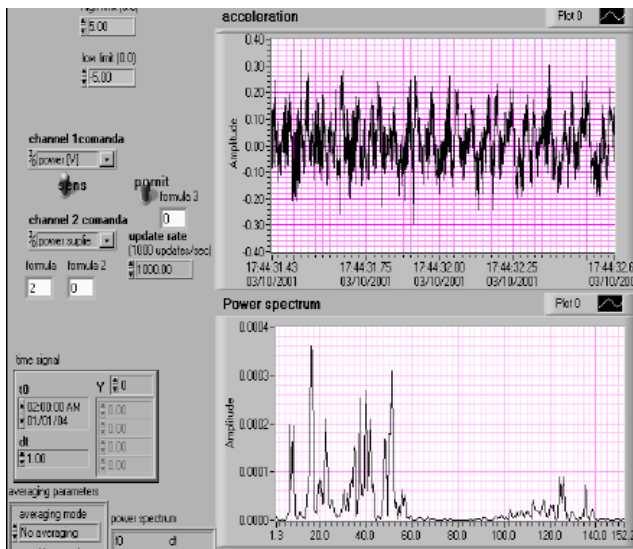 5.00
low limit (0.0)
-5.00
channel 1comanda
power [V]
sens
pornit
formula 3
0
channel 2 comanda
power suplie
update rate
(1000 updates/sec)
1000.00
formula
formula 2
2
0
time signal
t0
02:00:00 AM
01/01/04
dt
1.00
Y
0
0.00
0.00
0.00
0.00
averaging parameters
averaging mode
No averaging
power spectrum
t0
dt
acceleration
Plot 0
Amplitude
0.40
0.30
0.20
0.10
0.00
-0.10
-0.20
-0.30
-0.40
17:44:31.43
03/10/2001
17:44:31.75
03/10/2001
17:44:32.00
03/10/2001
17:44:32.25
03/10/2001
17:44:32.6
03/10/200
Power spectrum
Plot 0
Amplitude
0.0004
0.0003
0.0002
0.0001
0.0000
1.3
20.0
40.0
60.0
80.0
100.0
120.0
140.0
152.2